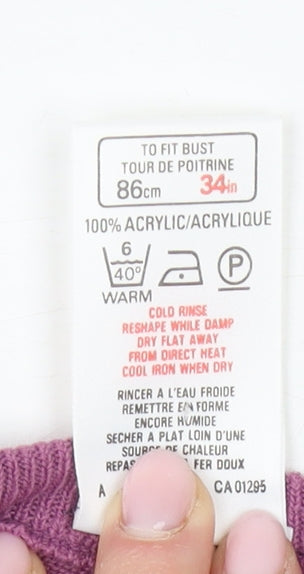 TO FIT BUST
TOUR DE POITRINE
86cm 34in
100% ACRYLIC/ACRYLIQUE
6
40° P
WARM
COLD RINSE
RESHAPE WHILE DAMP
DRY FLAT AWAY
FROM DIRECT HEAT
COOL IRON WHEN DRY
RINCER A L'EAU FROIDE
REMETTRE EN FORME
ENCORE HUMIDE
SECHER A PLAT LOIN D'UNE
SOURCE DE CHALEUR
REPAS FER DOUX
A CA 01295